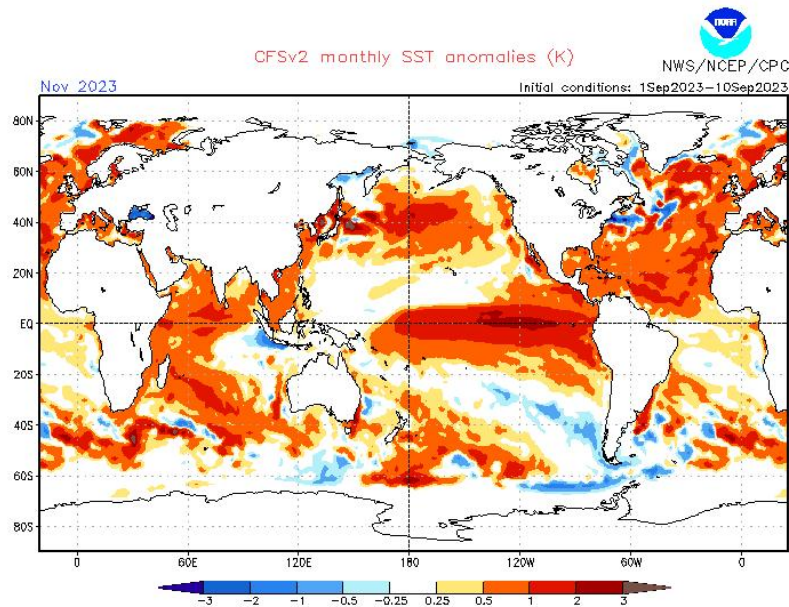 NOAA
CFSv2 monthly SST anomalies (K)
NWS/NCEP/CPC
Nov 2023
Initial conditions: 1Sep2023-10Sep2023
80N
60N
40N
20N
EQ
20S
40S
60S
80S
0 60E 120E 180 120W 60W 0
-3 -2 -1 -0.5 -0.25 0.25 0.5 1 2 3